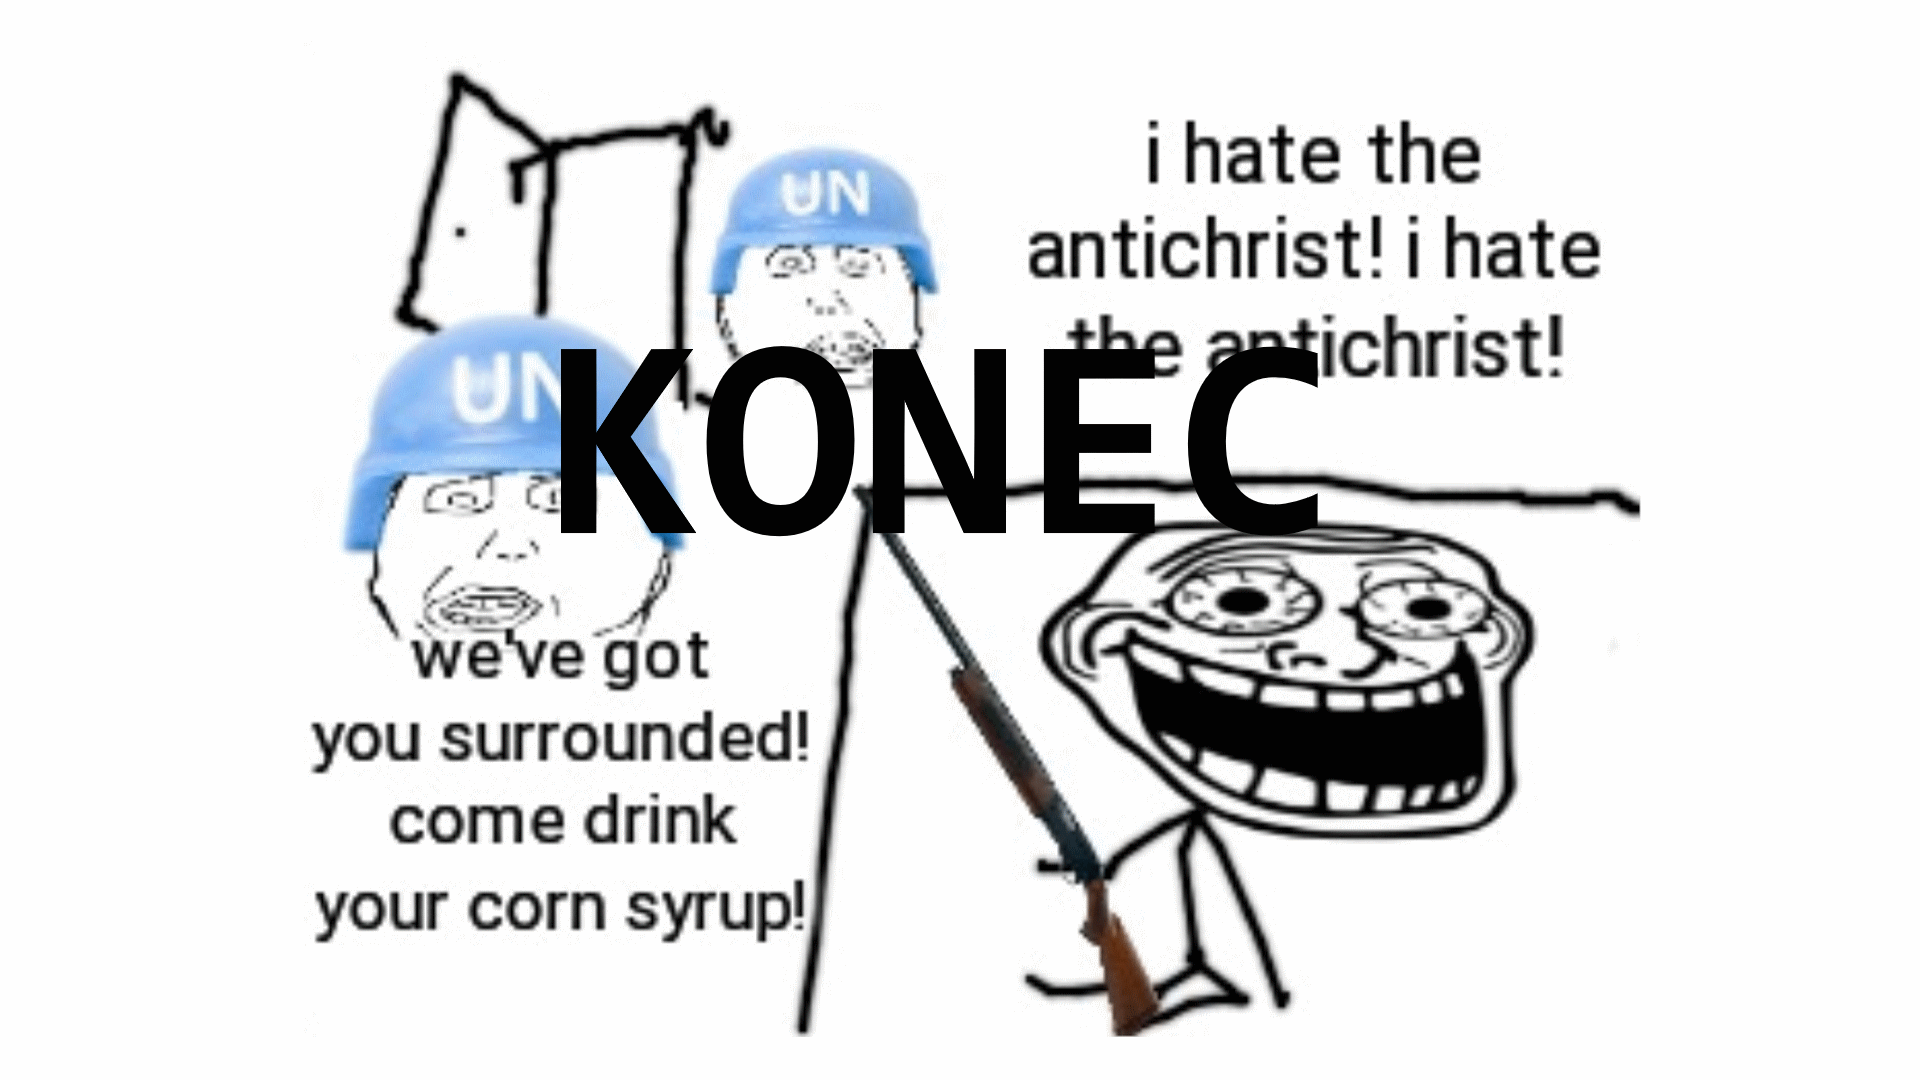 UN
i hate the
antichrist! i hate
the antichrist!
UN
KONEC
we've got
you surrounded!
come drink
your corn syrup!